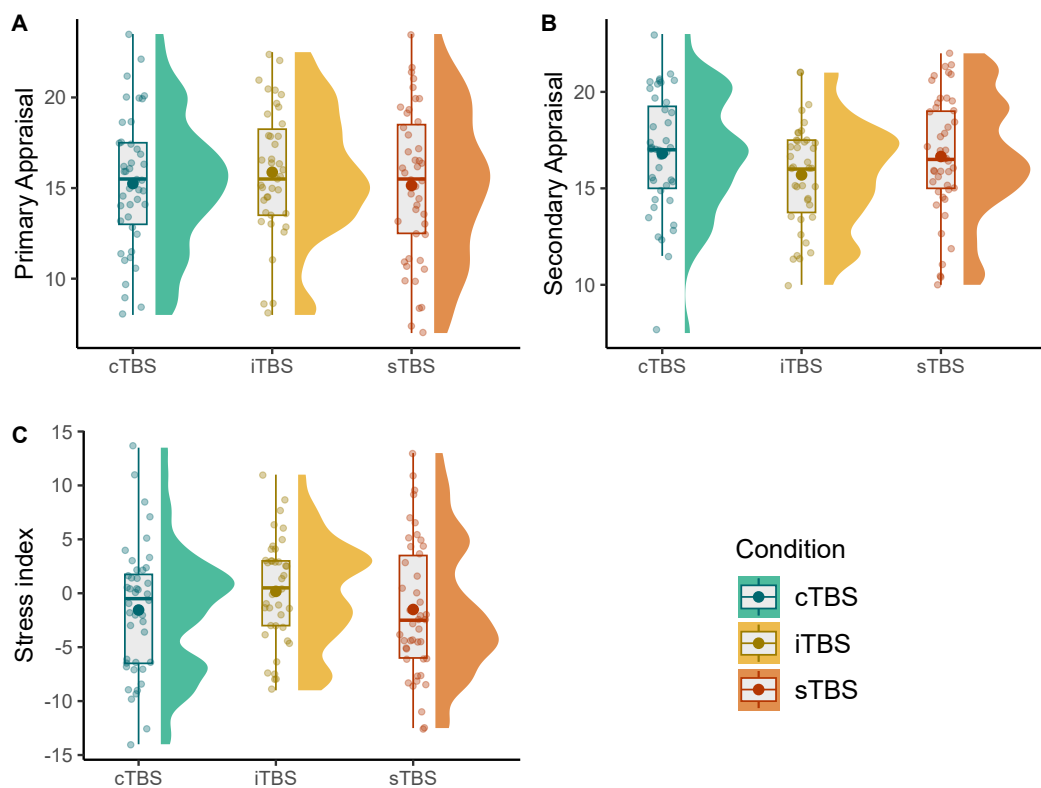 A
Primary Appraisal
20
15
10
cTBS
iTBS
sTBS
B
Secondary Appraisal
20
15
10
cTBS
iTBS
sTBS
C
Stress index
15
10
5
0
-5
-10
-15
cTBS
iTBS
sTBS
Condition
cTBS
iTBS
sTBS